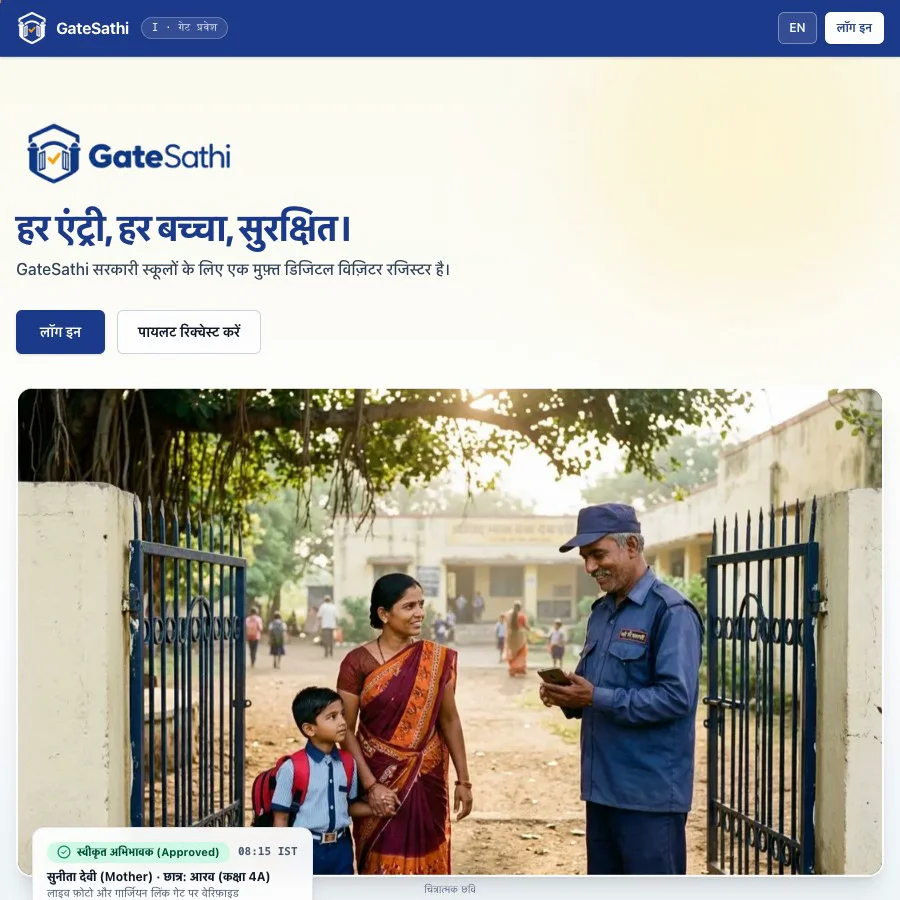 GateSathi
I · गेट प्रवेश
EN
लॉग इन
GateSathi
हर एंट्री, हर बच्चा, सुरक्षित।
GateSathi सरकारी स्कूलों के लिए एक मुफ़्त डिजिटल विज़िटर रजिस्टर है।
लॉग इन
पायलट रिक्वेस्ट करें
स्वीकृत अभिभावक (Approved)
08:15 IST
सुनीता देवी (Mother) · छात्र: आरव (कक्षा 4A)
लाइव फ़ोटो और गार्जियन लिंक गेट पर वेरिफ़ाइड
चित्रात्मक छवि